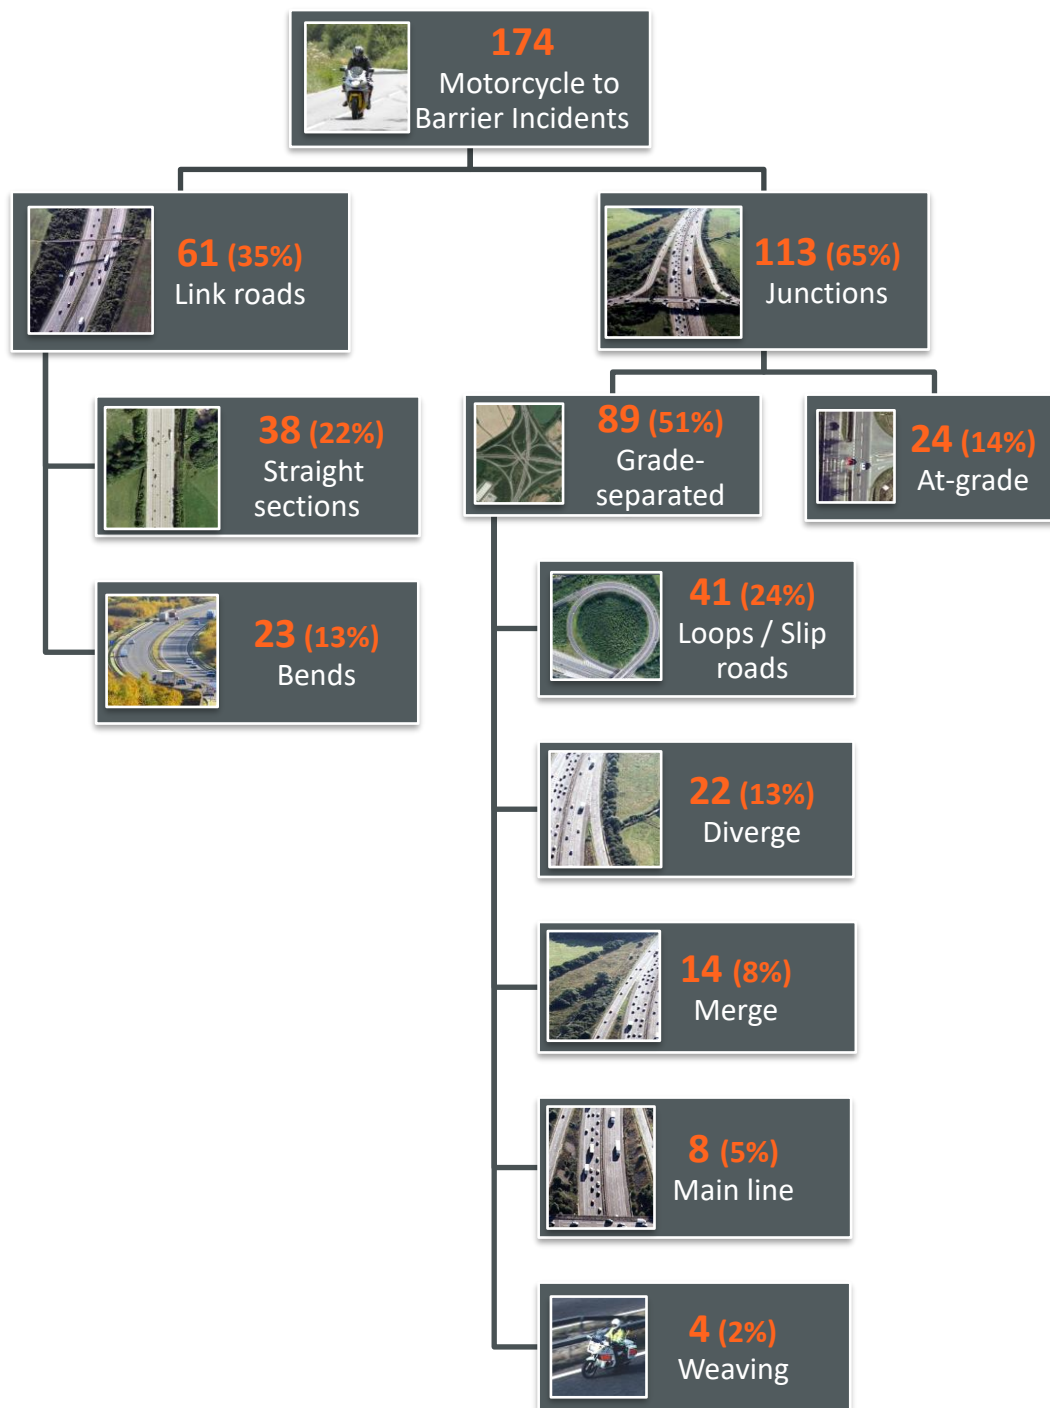 174
Motorcycle to
Barrier Incidents
61 (35%)
Link roads
113 (65%)
Junctions
38 (22%)
Straight
sections
89 (51%)
Grade-
separated
24 (14%)
At-grade
23 (13%)
Bends
41 (24%)
Loops / Slip
roads
22 (13%)
Diverge
14 (8%)
Merge
8 (5%)
Main line
4 (2%)
Weaving